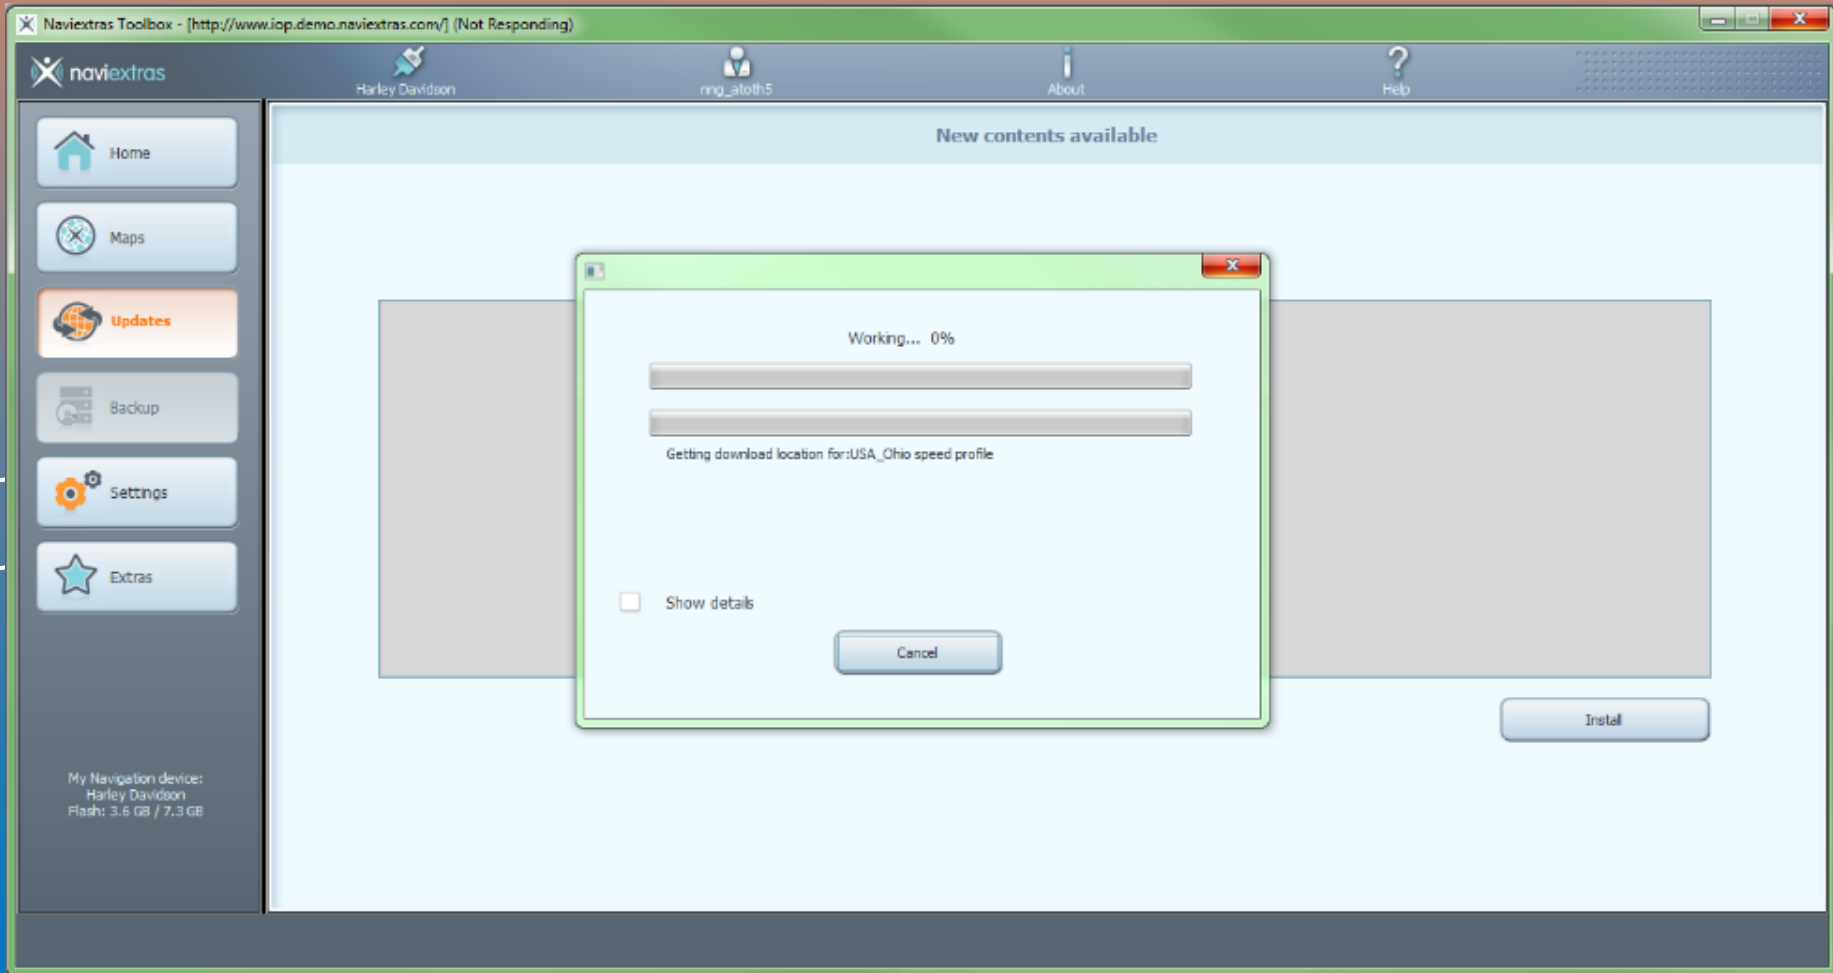 Naviextras Toolbox - [http://www.iop.demo.naviextras.com/] (Not Responding)
naviextras
Harley Davidson
nng_atoth5
About
Help
Home
Maps
Updates
Backup
Settings
Extras
My Navigation device:
Harley Davidson
Flash: 3.6 GB / 7.3 GB
New contents available
Working... 0%
Getting download location for:USA_Ohio speed profile
Show details
Cancel
Install